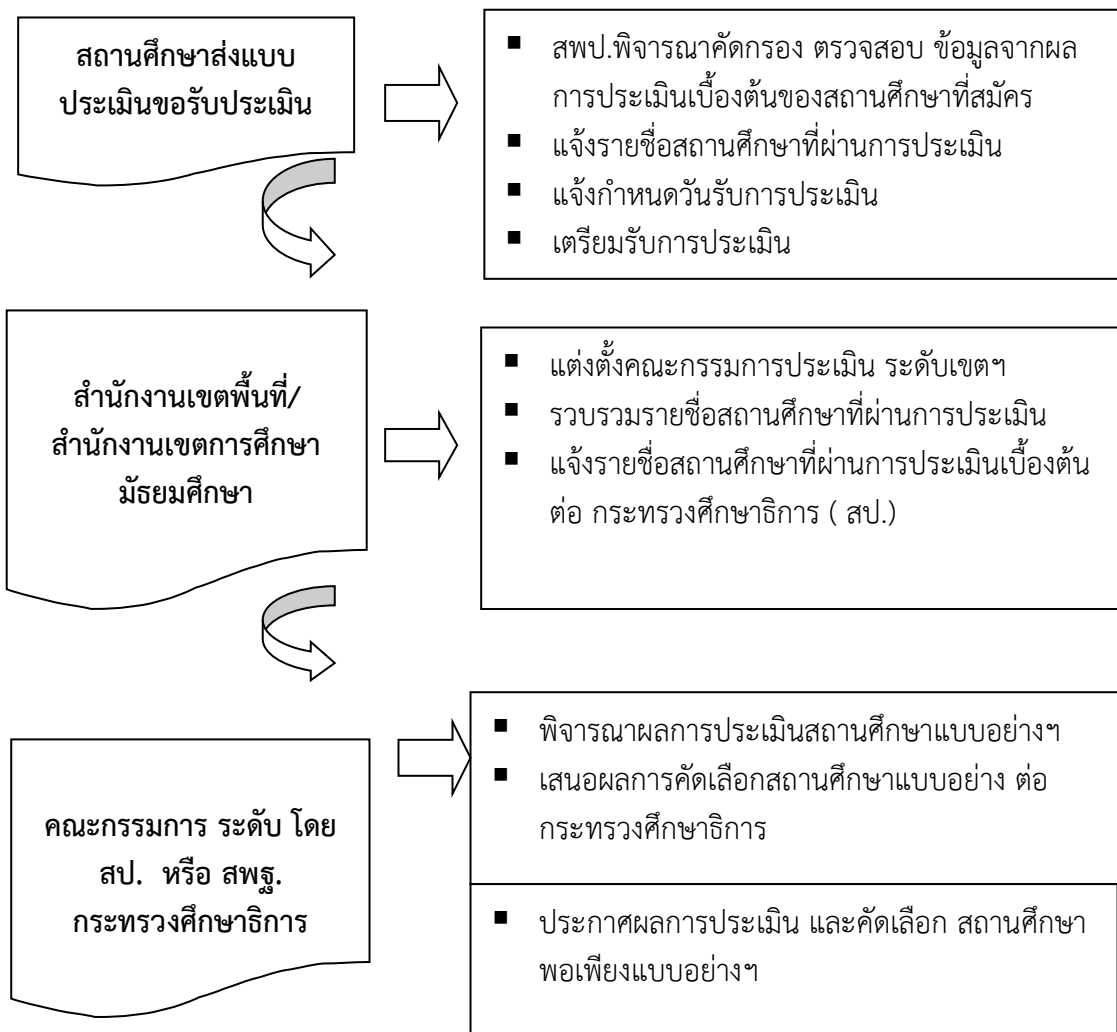 สถานศึกษาส่งแบบ
ประเมินขอรับประเมิน
▪ สพป.พิจารณาคัดกรอง ตรวจสอบ ข้อมูลจากผล
การประเมินเบื้องต้นของสถานศึกษาที่สมัคร
▪ แจ้งรายชื่อสถานศึกษาที่ผ่านการประเมิน
▪ แจ้งกำหนดวันรับการประเมิน
▪ เตรียมรับการประเมิน
สำนักงานเขตพื้นที่/
สำนักงานเขตการศึกษา
มัธยมศึกษา
▪ แต่งตั้งคณะกรรมการประเมิน ระดับเขตฯ
▪ รวบรวมรายชื่อสถานศึกษาที่ผ่านการประเมิน
▪ แจ้งรายชื่อสถานศึกษาที่ผ่านการประเมินเบื้องต้น
ต่อ กระทรวงศึกษาธิการ ( สป.)
คณะกรรมการ ระดับ โดย
สป. หรือ สพฐ.
กระทรวงศึกษาธิการ
▪ พิจารณาผลการประเมินสถานศึกษาแบบอย่างฯ
▪ เสนอผลการคัดเลือกสถานศึกษาแบบอย่าง ต่อ
กระทรวงศึกษาธิการ
▪ ประกาศผลการประเมิน และคัดเลือก สถานศึกษา
พอเพียงแบบอย่างฯ